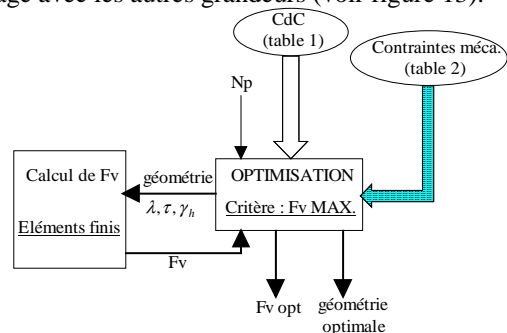 age avec les autres grandeurs (voir figure 13).
CdC
(table 1)
Contraintes méca.
(table 2)
Np
Calcul de Fv
géométrie
OPTIMISATION
λ, τ, γh
Critère : Fv MAX.
Eléments finis
Fv
Fv opt
géométrie
optimale